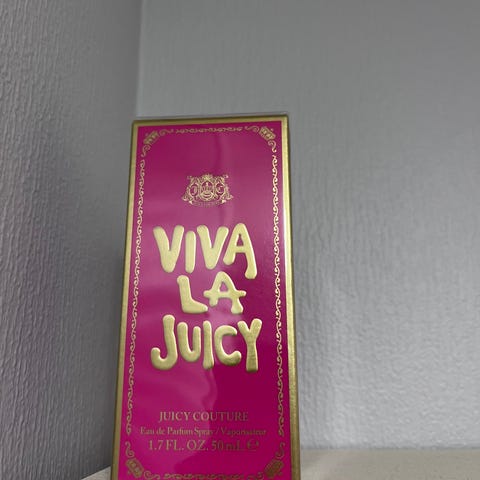 VIVA
LA
JUICY
JUICY COUTURE
Eau de Parfum Spray / Vaporisateur
1.7 FL. OZ. 50 mL ℮